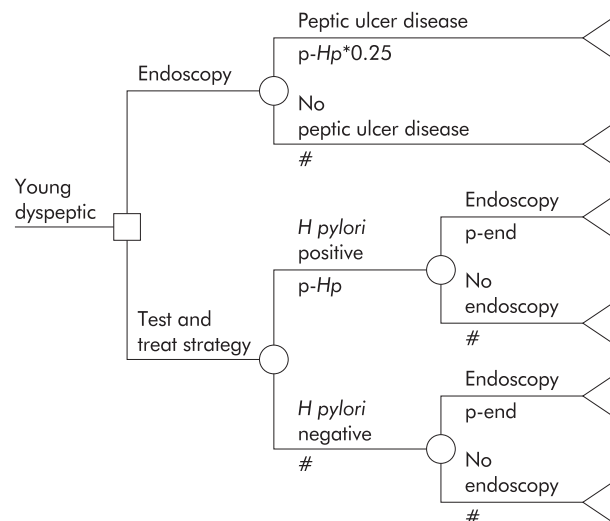 Peptic ulcer disease
p-Hp*0.25
Endoscopy
No
peptic ulcer disease
#
Young
dyspeptic
Endoscopy
p-end
H pylori
positive
p-Hp
No
endoscopy
#
Test and
treat strategy
Endoscopy
p-end
H pylori
negative
#
No
endoscopy
#